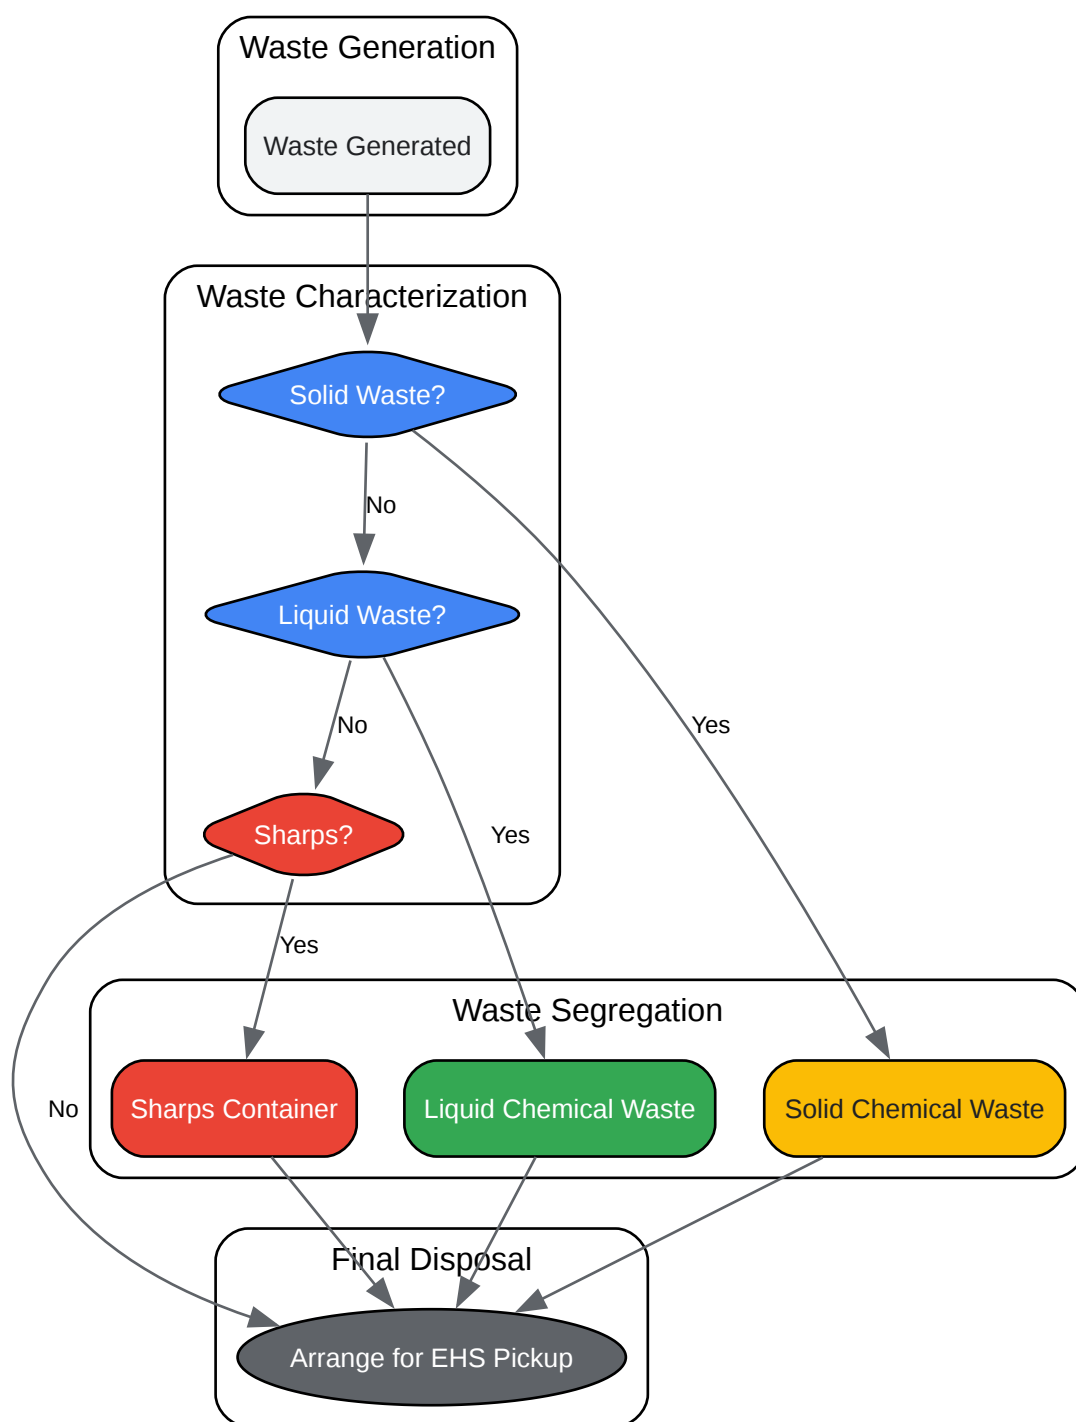 Waste Generation
Waste Generated
Waste Characterization
Solid Waste?
No
Liquid Waste?
No
Yes
Sharps?
Yes
Yes
Waste Segregation
Sharps Container
Liquid Chemical Waste
Solid Chemical Waste
No
Final Disposal
Arrange for EHS Pickup